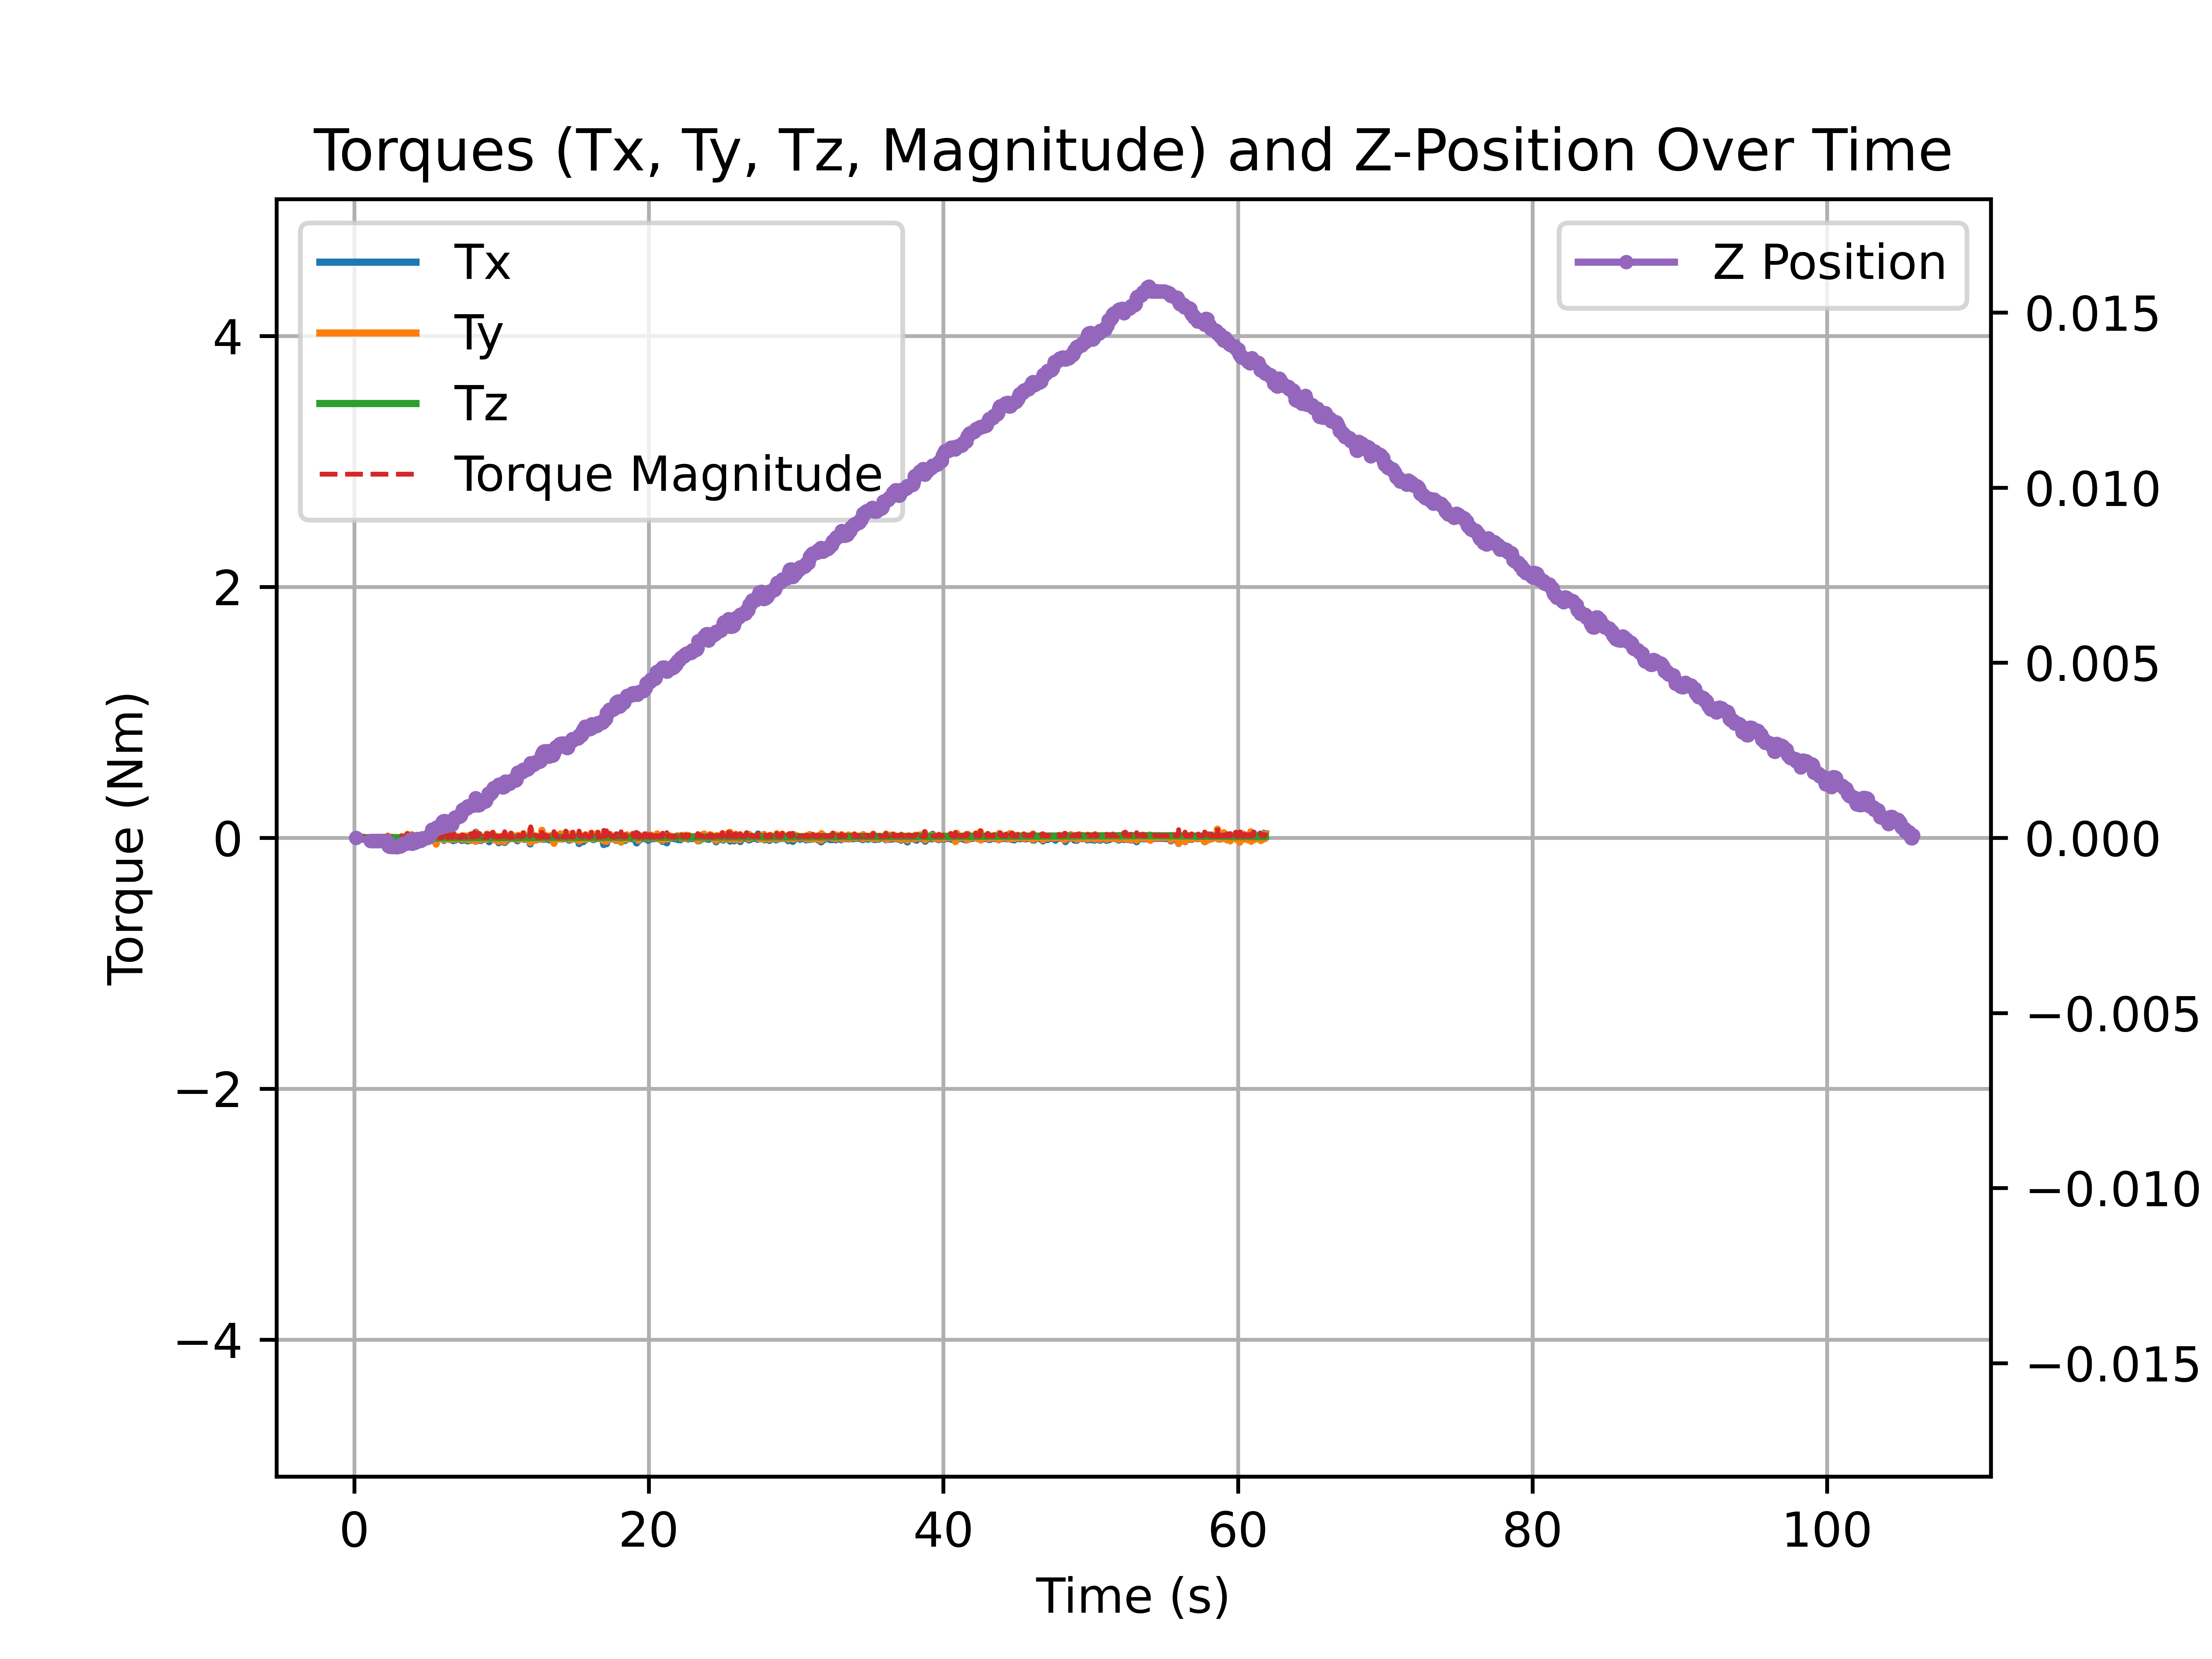 Torques (Tx, Ty, Tz, Magnitude) and Z-Position Over Time
Tx
Ty
Tz
Torque Magnitude
Z Position
Torque (Nm)
4
2
0
−2
−4
0.015
0.010
0.005
0.000
−0.005
−0.010
−0.015
0 20 40 60 80 100
Time (s)